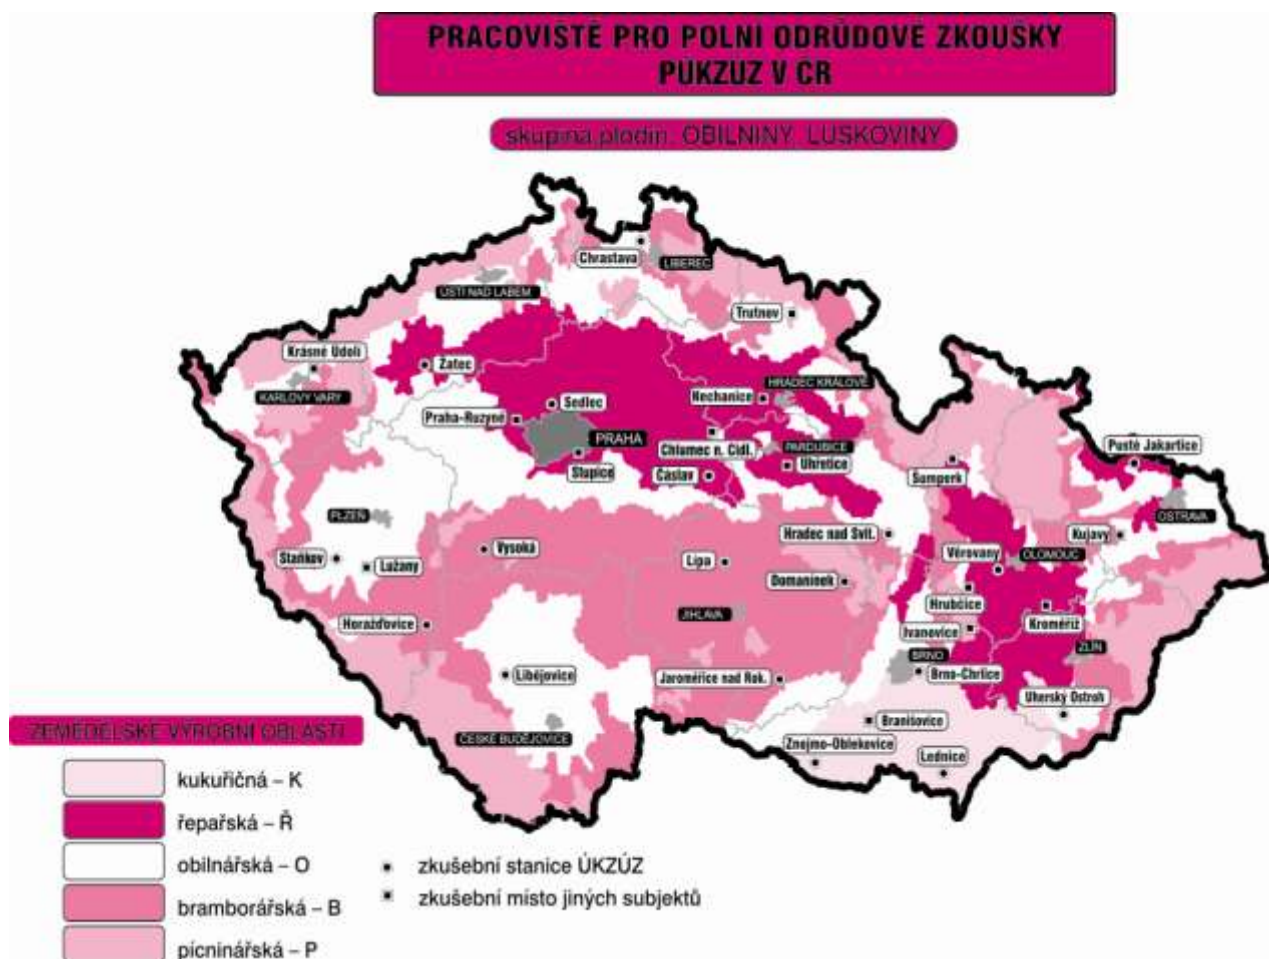 PRACOVIŠTĚ PRO POLNÍ ODRŮDOVÉ ZKOUŠKY
PÚKZÚZ V ČR
skupina plodin: OBILNINY, LUSKOVINY
Chrastava
LIBEREC
ÚSTÍ NAD LABEM
Trutnov
Krásné Údolí
Žatec
KARLOVY VARY
HRADEC KRÁLOVÉ
Nechanice
Sedlec
Praha-Ruzyně
PRAHA
Chlumec n. Cidl.
PARDUBICE
Pusté Jakartice
Stupice
Čáslav
Uhřetice
Šumperk
PLZEŇ
OSTRAVA
Hradec nad Svit.
Kujavy
Staňkov
Lužany
Vysoká
Lípa
Věrovany
OLOMOUC
Domanínek
Hrubčice
JIHLAVA
Horažďovice
Ivanovice
Kroměříž
BRNO
ZLÍN
Libějovice
Jaroměřice nad Rok.
Brno-Chrlice
Uherský Ostroh
ZEMĚDĚLSKÉ VÝROBNÍ OBLASTI
ČESKÉ BUDĚJOVICE
Branišovice
Znojmo-Oblekovice
Lednice
kukuřičná – K
řepařská – Ř
obilnářská – O
zkušební stanice ÚKZÚZ
bramborářská – B
zkušební místo jiných subjektů
pícninářská – P